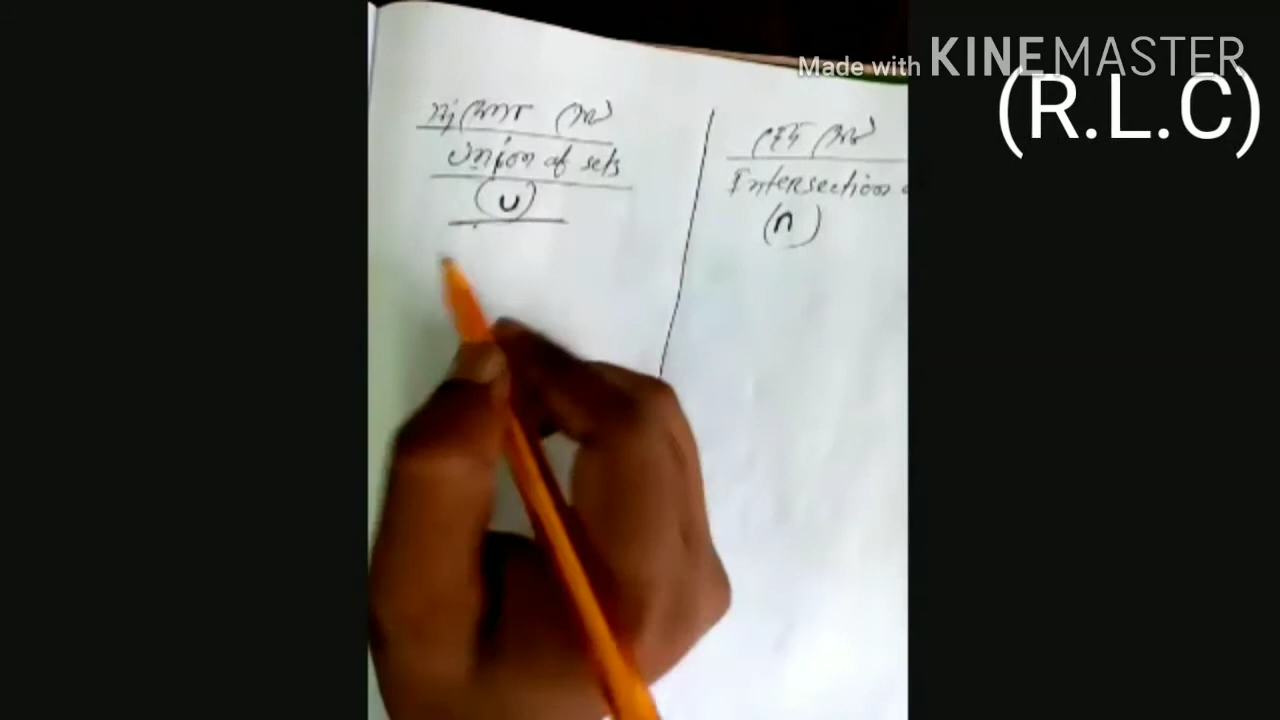 Made with KINEMASTER
(R.L.C)
সংযোগ সেট
Union of sets
(∪)
ছেদ সেট
Intersection
(∩)